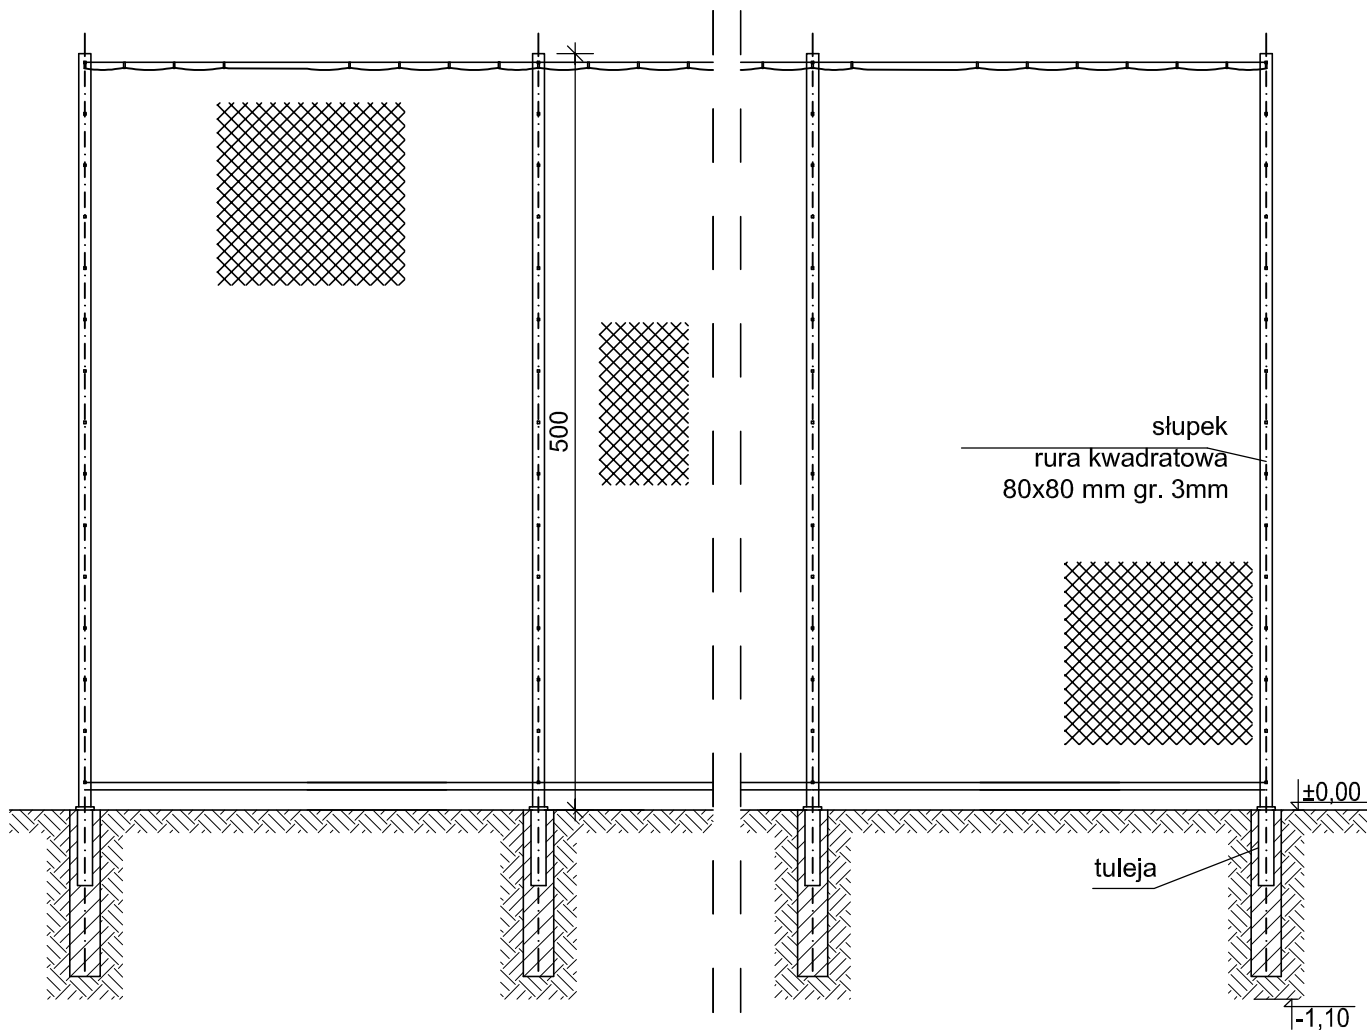 500
słupek
rura kwadratowa
80x80 mm gr. 3mm
±0,00
tuleja
-1,10